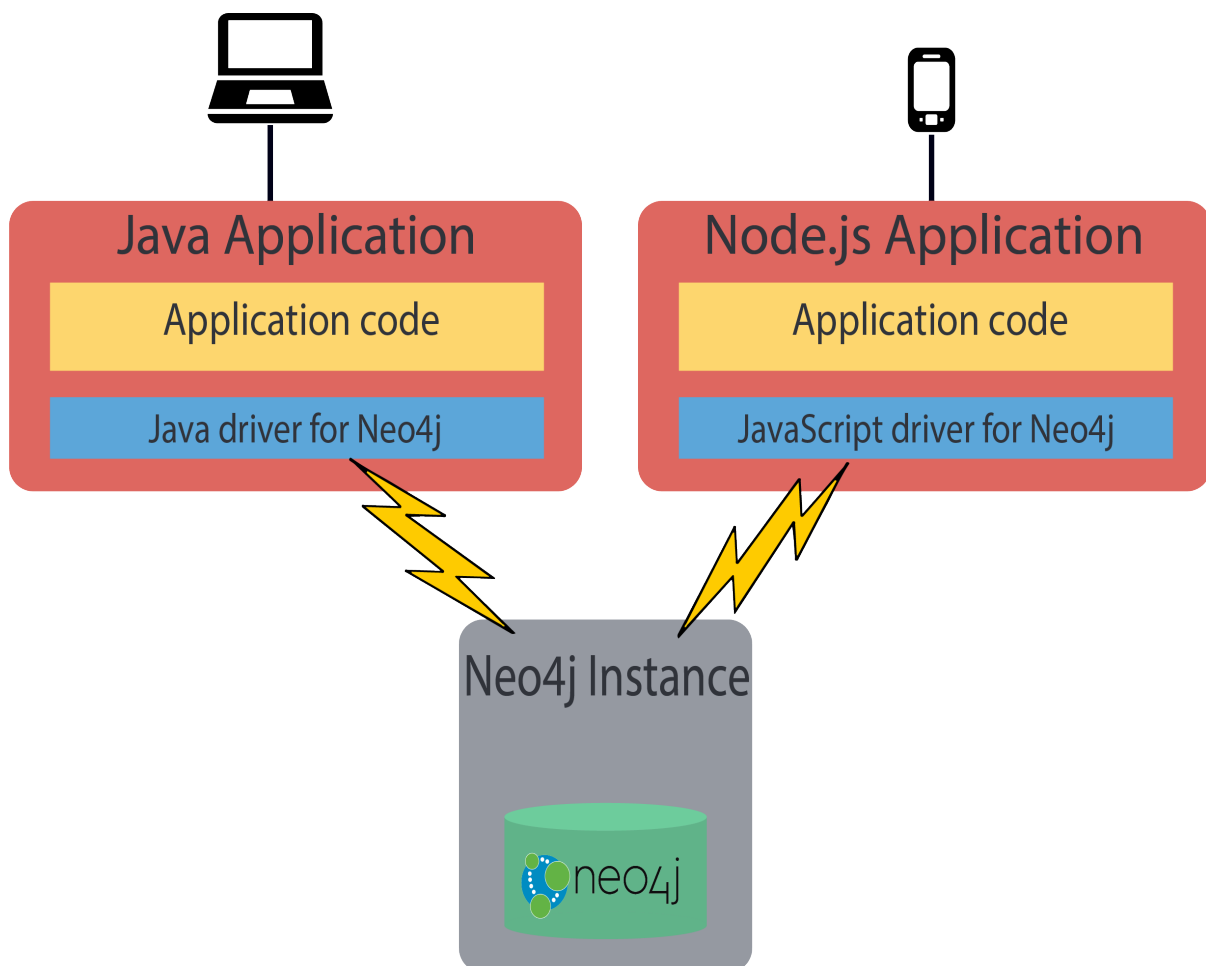 Java Application
Application code
Java driver for Neo4j
Node.js Application
Application code
JavaScript driver for Neo4j
Neo4j Instance
neo4j